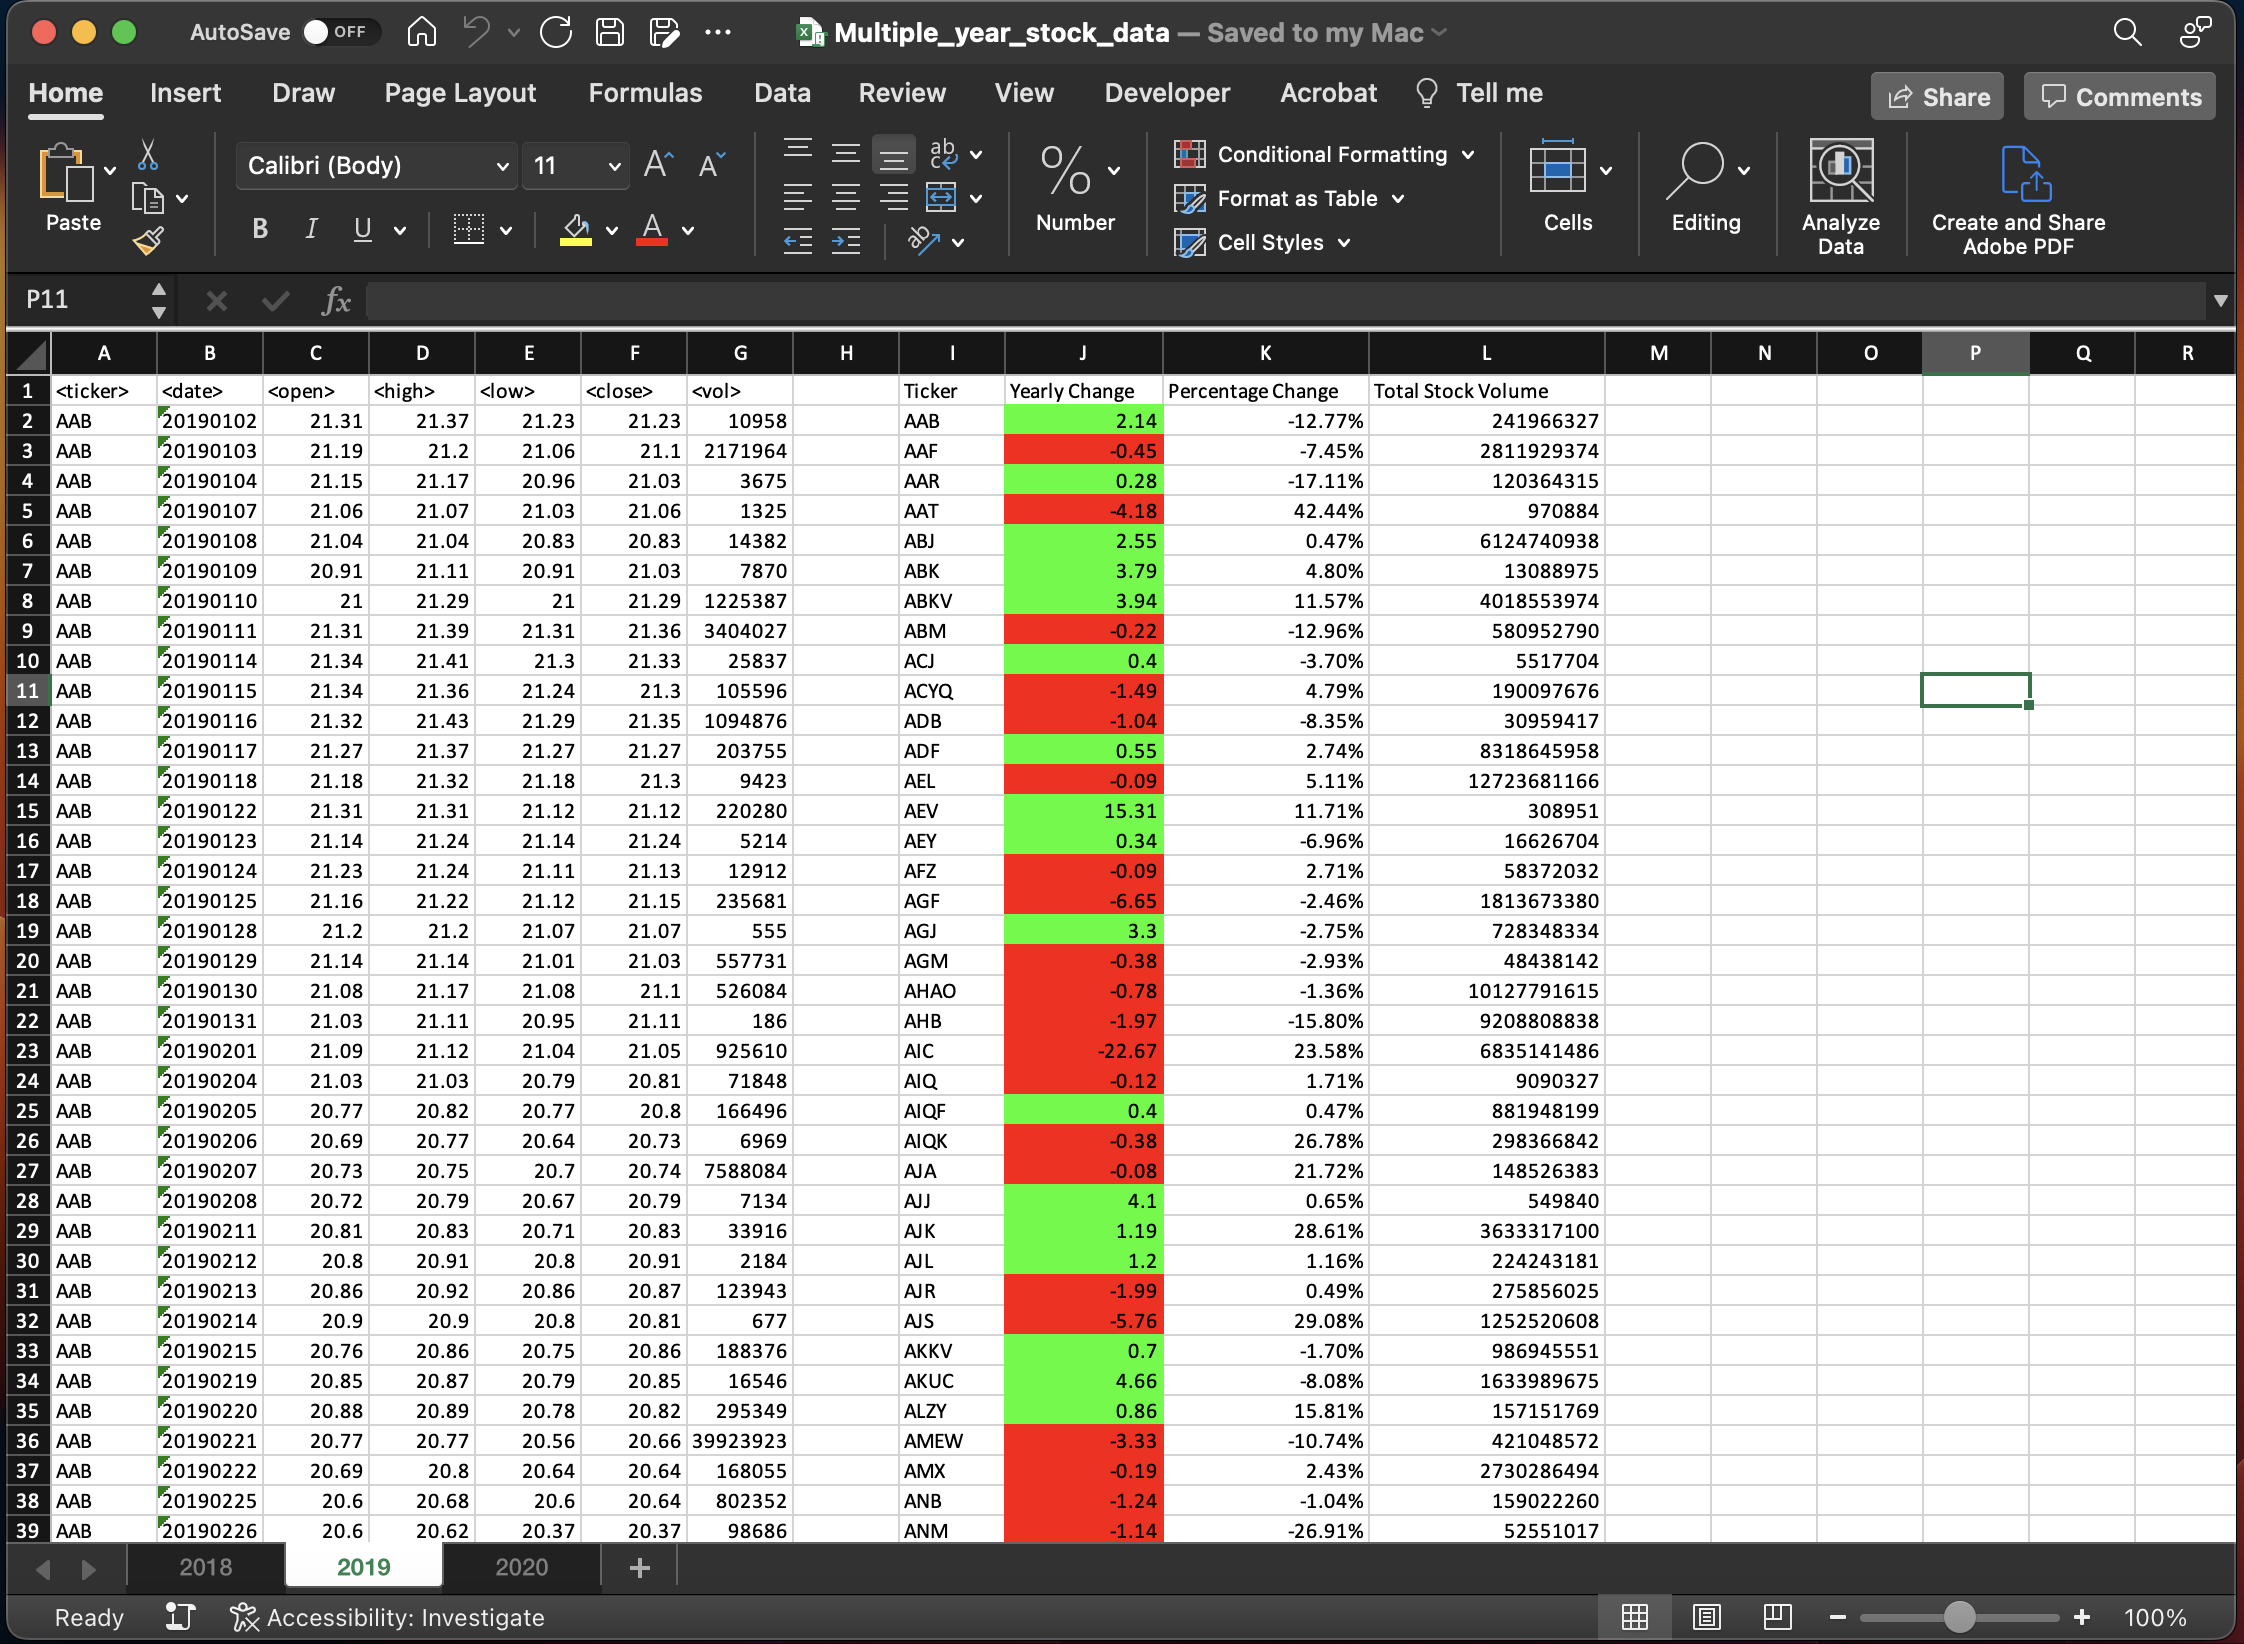 AutoSave OFF Multiple_year_stock_data — Saved to my Mac
Home Insert Draw Page Layout Formulas Data Review View Developer Acrobat Tell me Share Comments
Paste Calibri (Body) 11 A A ab c % Conditional Formatting
Format as Table
Number Cells Editing Analyze Data Create and Share Adobe PDF
B I U A ab Cell Styles
P11 fx
A B C D E F G H I J K L M N O P Q R
1 <ticker> <date> <open> <high> <low> <close> <vol> Ticker Yearly Change Percentage Change Total Stock Volume
2 AAB 20190102 21.31 21.37 21.23 21.23 10958 AAB 2.14 -12.77% 241966327
3 AAB 20190103 21.19 21.2 21.06 21.1 2171964 AAF -0.45 -7.45% 2811929374
4 AAB 20190104 21.15 21.17 20.96 21.03 3675 AAR 0.28 -17.11% 120364315
5 AAB 20190107 21.06 21.07 21.03 21.06 1325 AAT -4.18 42.44% 970884
6 AAB 20190108 21.04 21.04 20.83 20.83 14382 ABJ 2.55 0.47% 6124740938
7 AAB 20190109 20.91 21.11 20.91 21.03 7870 ABK 3.79 4.80% 13088975
8 AAB 20190110 21 21.29 21 21.29 1225387 ABKV 3.94 11.57% 4018553974
9 AAB 20190111 21.31 21.39 21.31 21.36 3404027 ABM -0.22 -12.96% 580952790
10 AAB 20190114 21.34 21.41 21.3 21.33 25837 ACJ 0.4 -3.70% 5517704
11 AAB 20190115 21.34 21.36 21.24 21.3 105596 ACYQ -1.49 4.79% 190097676
12 AAB 20190116 21.32 21.43 21.29 21.35 1094876 ADB -1.04 -8.35% 30959417
13 AAB 20190117 21.27 21.37 21.27 21.27 203755 ADF 0.55 2.74% 8318645958
14 AAB 20190118 21.18 21.32 21.18 21.3 9423 AEL -0.09 5.11% 12723681166
15 AAB 20190122 21.31 21.31 21.12 21.12 220280 AEV 15.31 11.71% 308951
16 AAB 20190123 21.14 21.24 21.14 21.24 5214 AEY 0.34 -6.96% 16626704
17 AAB 20190124 21.23 21.24 21.11 21.13 12912 AFZ -0.09 2.71% 58372032
18 AAB 20190125 21.16 21.22 21.12 21.15 235681 AGF -6.65 -2.46% 1813673380
19 AAB 20190128 21.2 21.2 21.07 21.07 555 AGJ 3.3 -2.75% 728348334
20 AAB 20190129 21.14 21.14 21.01 21.03 557731 AGM -0.38 -2.93% 48438142
21 AAB 20190130 21.08 21.17 21.08 21.1 526084 AHAO -0.78 -1.36% 10127791615
22 AAB 20190131 21.03 21.11 20.95 21.11 186 AHB -1.97 -15.80% 9208808838
23 AAB 20190201 21.09 21.12 21.04 21.05 925610 AIC -22.67 23.58% 6835141486
24 AAB 20190204 21.03 21.03 20.79 20.81 71848 AIQ -0.12 1.71% 9090327
25 AAB 20190205 20.77 20.82 20.77 20.8 166496 AIQF 0.4 0.47% 881948199
26 AAB 20190206 20.69 20.77 20.64 20.73 6969 AIQK -0.38 26.78% 298366842
27 AAB 20190207 20.73 20.75 20.7 20.74 7588084 AJA -0.08 21.72% 148526383
28 AAB 20190208 20.72 20.79 20.67 20.79 7134 AJJ 4.1 0.65% 549840
29 AAB 20190211 20.81 20.83 20.71 20.83 33916 AJK 1.19 28.61% 3633317100
30 AAB 20190212 20.8 20.91 20.8 20.91 2184 AJL 1.2 1.16% 224243181
31 AAB 20190213 20.86 20.92 20.86 20.87 123943 AJR -1.99 0.49% 275856025
32 AAB 20190214 20.9 20.9 20.8 20.81 677 AJS -5.76 29.08% 1252520608
33 AAB 20190215 20.76 20.86 20.75 20.86 188376 AKKV 0.7 -1.70% 986945551
34 AAB 20190219 20.85 20.87 20.79 20.85 16546 AKUC 4.66 -8.08% 1633989675
35 AAB 20190220 20.88 20.89 20.78 20.82 295349 ALZY 0.86 15.81% 157151769
36 AAB 20190221 20.77 20.77 20.56 20.66 39923923 AMEW -3.33 -10.74% 421048572
37 AAB 20190222 20.69 20.8 20.64 20.64 168055 AMX -0.19 2.43% 2730286494
38 AAB 20190225 20.6 20.68 20.6 20.64 802352 ANB -1.24 -1.04% 159022260
39 AAB 20190226 20.6 20.62 20.37 20.37 98686 ANM -1.14 -26.91% 52551017
2018 2019 2020 +
Ready Accessibility: Investigate − + 100%